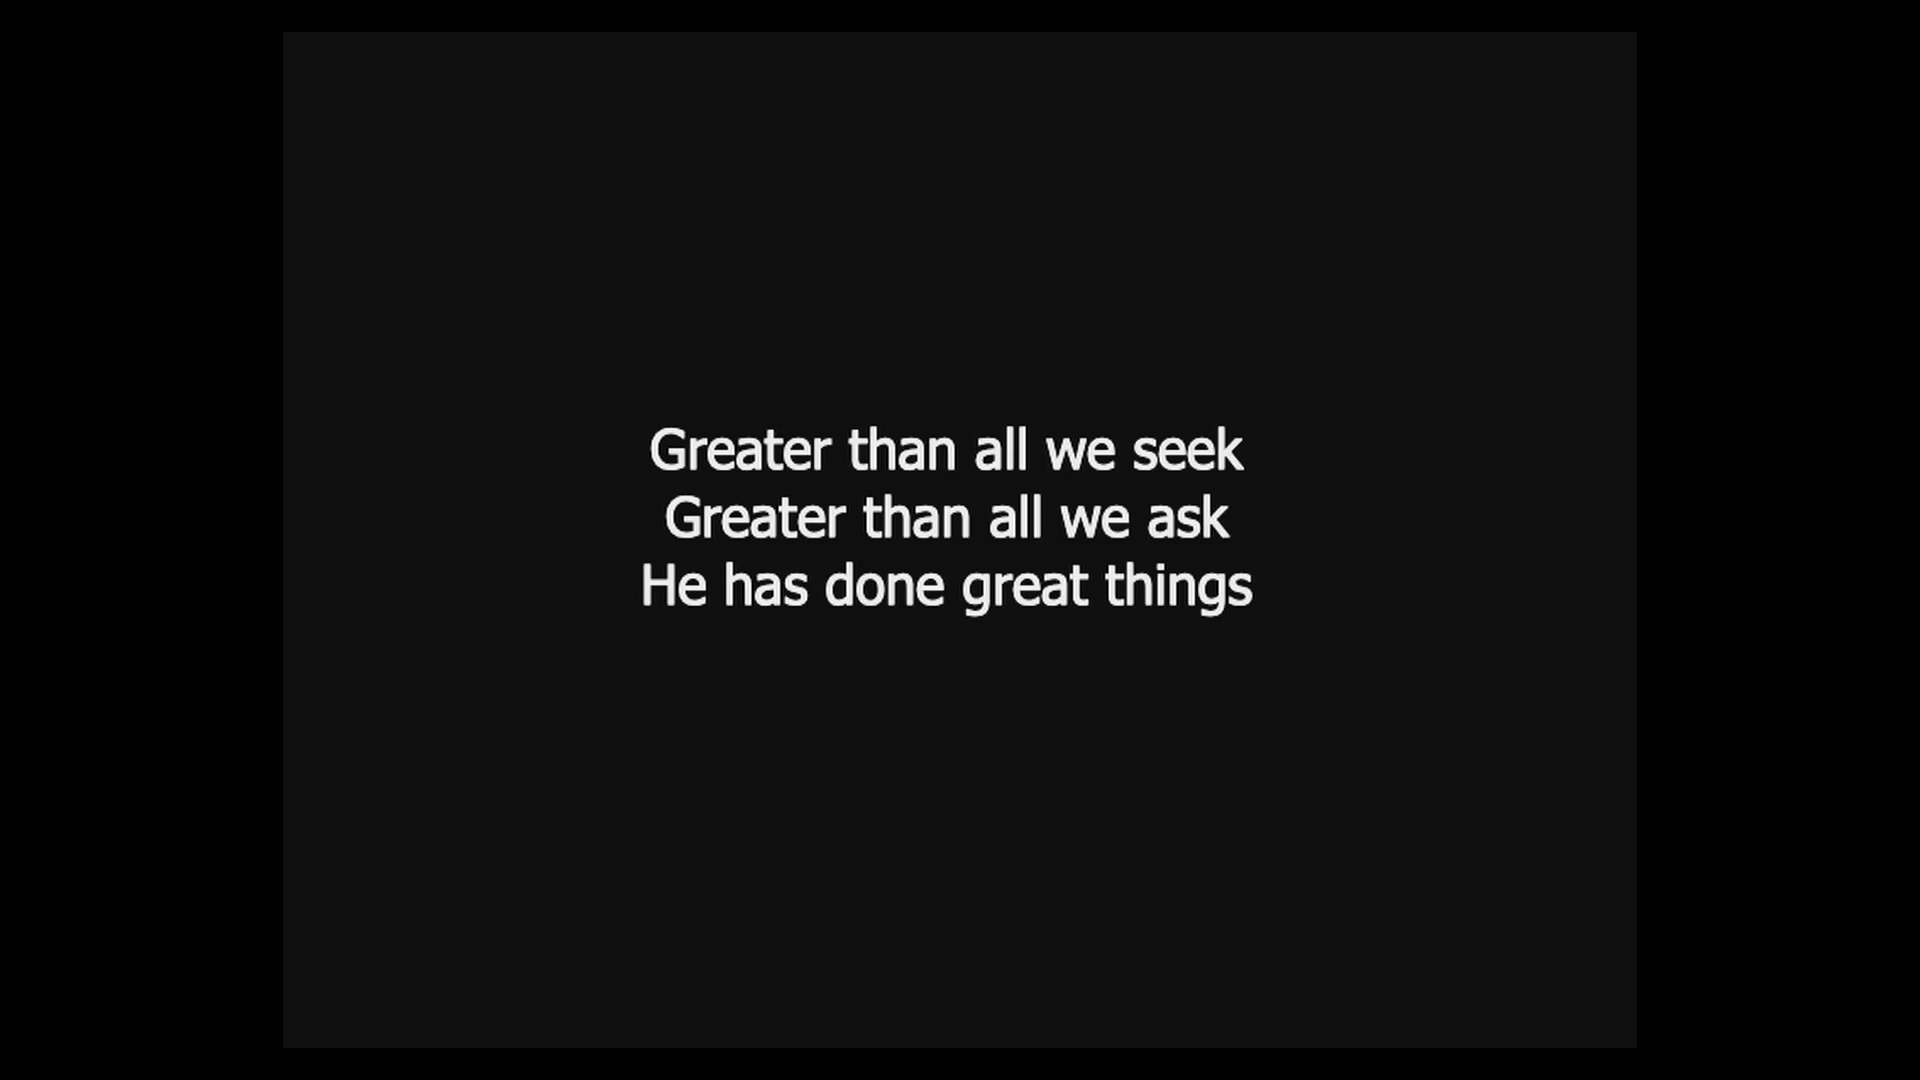 Greater than all we seek
Greater than all we ask
He has done great things